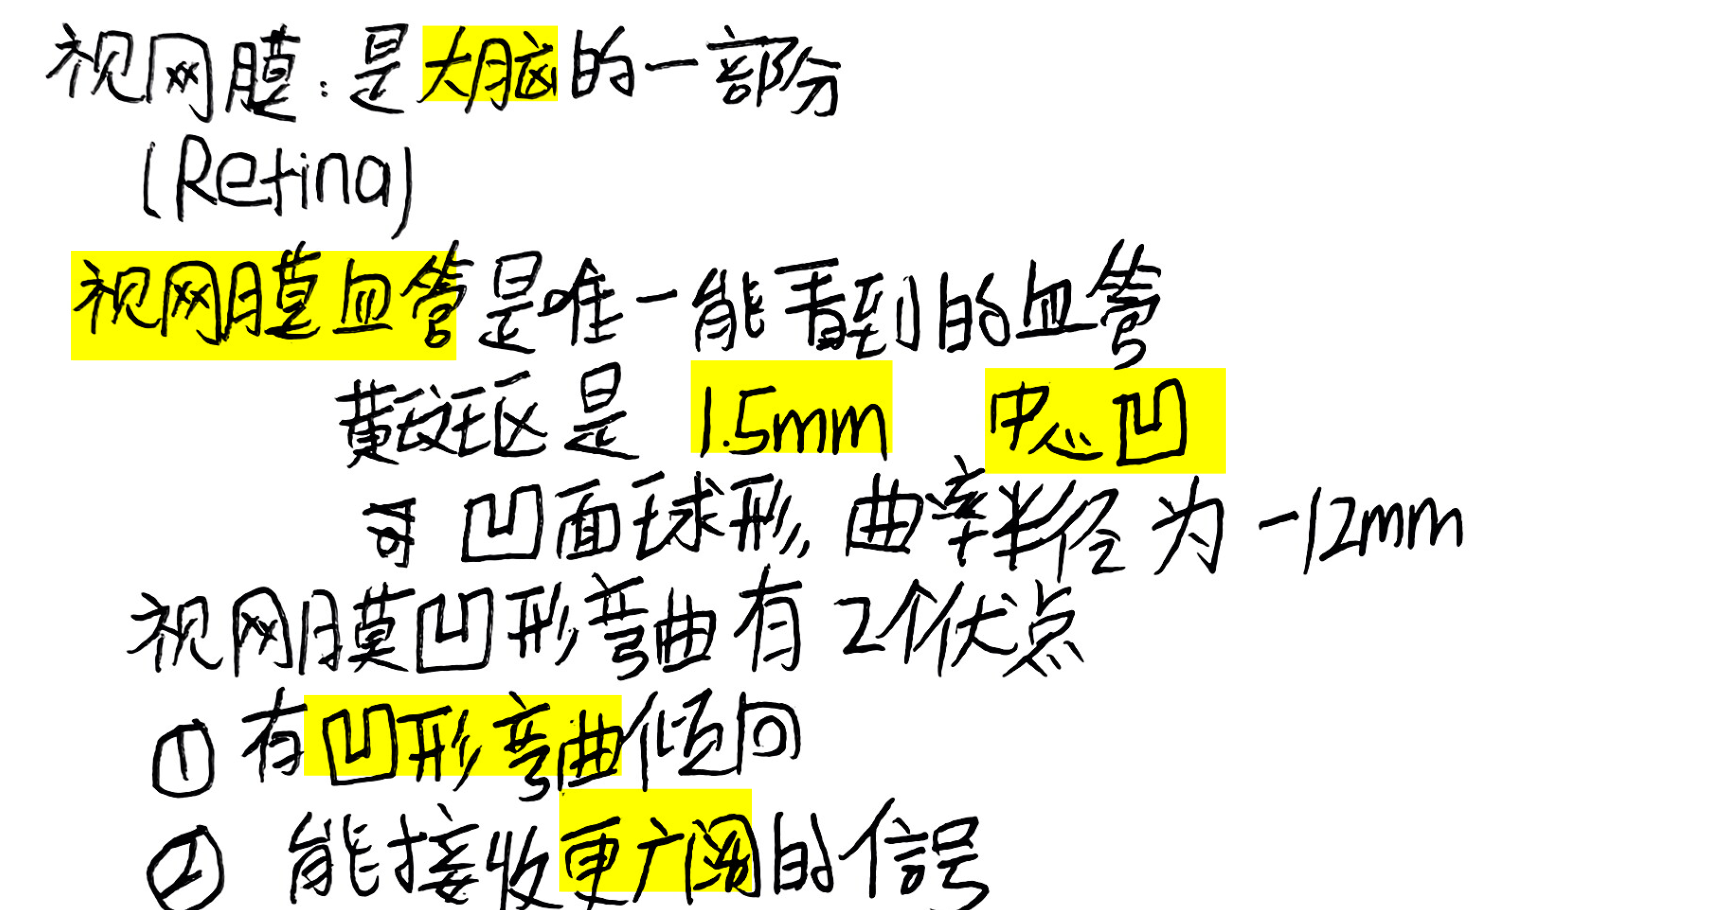 视网膜:是大脑的一部分
(Retina)
视网膜血管是唯一能看到的血管
黄斑区是 1.5mm 中心凹
凹面球形,曲率半径为-12mm
视网膜凹形弯曲有2个优点
① 有凹形弯曲倾向
② 能接收更广阔的信号